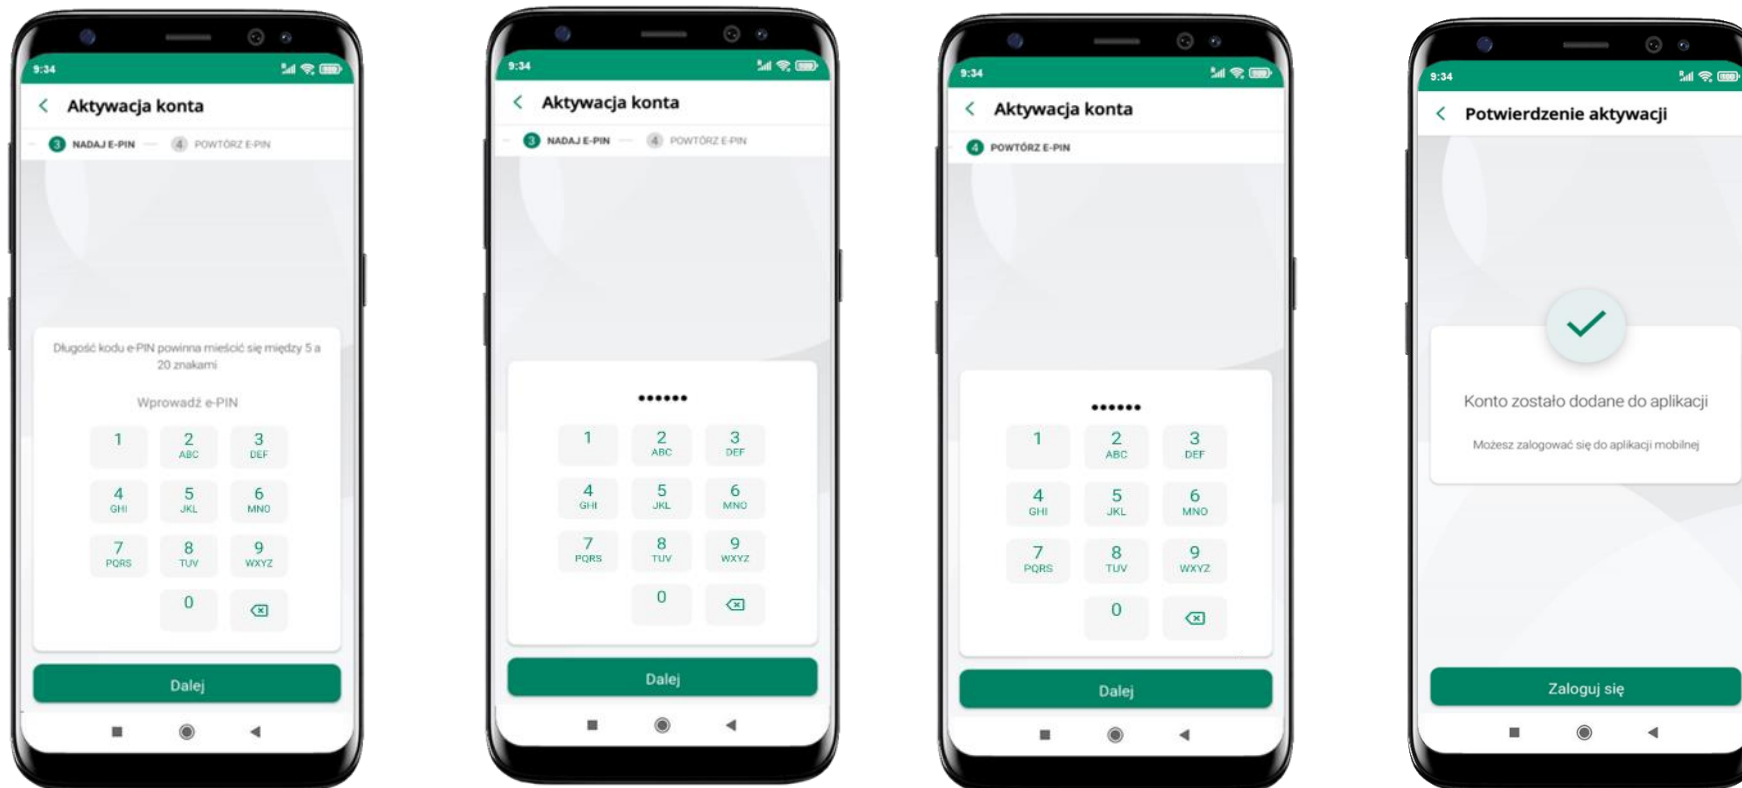 9:34
Aktywacja konta
3 NADAJ E-PIN 4 POWTÓRZ E-PIN
Długość kodu e-PIN powinna mieścić się między 5 a
20 znakami
Wprowadź e-PIN
1 2 3
ABC DEF
4 5 6
GHI JKL MNO
7 8 9
PQRS TUV WXYZ
0
Dalej
9:34
Aktywacja konta
3 NADAJ E-PIN 4 POWTÓRZ E-PIN
••••••
1 2 3
ABC DEF
4 5 6
GHI JKL MNO
7 8 9
PQRS TUV WXYZ
0
Dalej
9:34
Aktywacja konta
4 POWTÓRZ E-PIN
••••••
1 2 3
ABC DEF
4 5 6
GHI JKL MNO
7 8 9
PQRS TUV WXYZ
0
Dalej
9:34
Potwierdzenie aktywacji
Konto zostało dodane do aplikacji
Możesz zalogować się do aplikacji mobilnej
Zaloguj się